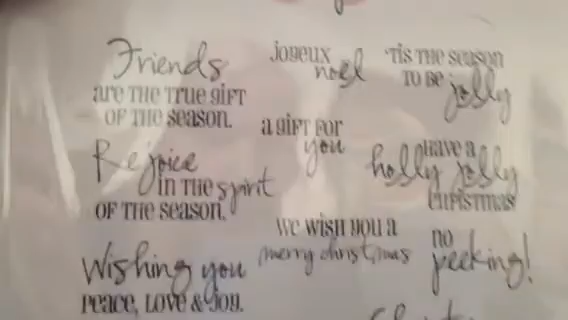 Friends
are the true gift
of the season.
Rejoice
in the spirit
of the season.
Wishing you
Peace, Love & Joy.
joyeux
noel
a gift for
you
we wish you a
merry christmas
'Tis the season
to be
jolly
have a
holly jolly
christmas
no
peeking!